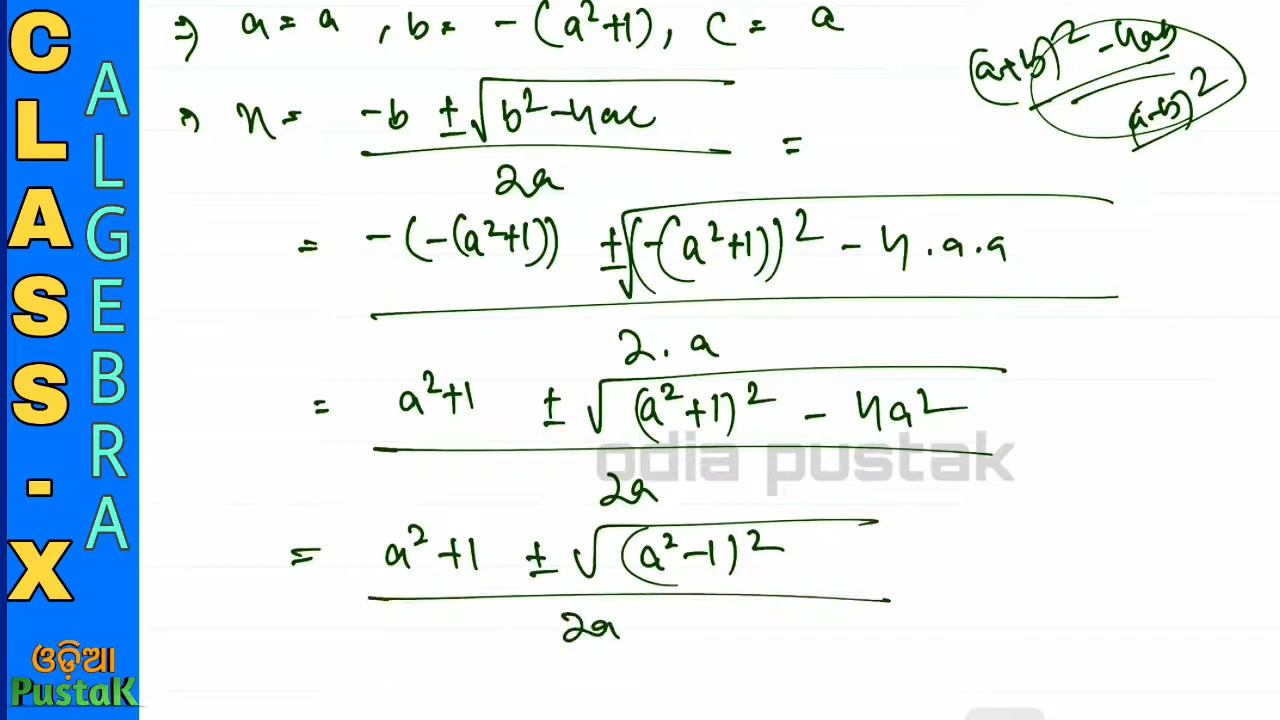 CLASS-X
ALGEBRA
ଓଡ଼ିଆ
PustaK
⇒ a = a , b = -(a²+1), c = a
(a+b)² - 4ab
(a-b)²
⇒ x = (-b ± √(b² - 4ac)) / 2a =
= (-(-(a²+1)) ± √((-(a²+1))² - 4.a.a)) / 2.a
= (a²+1 ± √((a²+1)² - 4a²)) / 2a
odia pustak
= (a²+1 ± √((a²-1)²)) / 2a